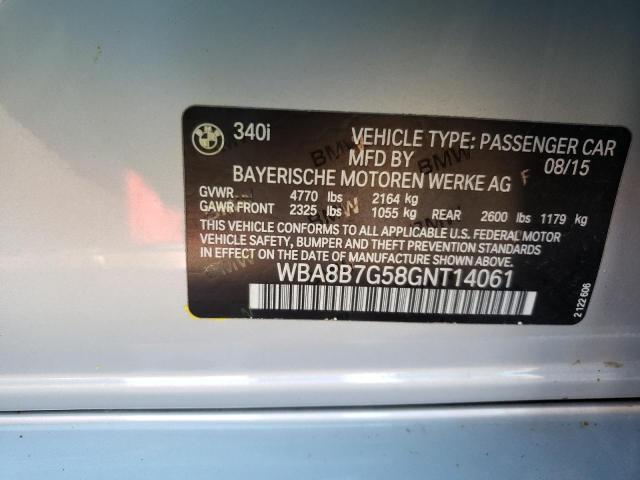 340i VEHICLE TYPE: PASSENGER CAR
MFD BY 08/15
BAYERISCHE MOTOREN WERKE AG F
GVWR 4770 lbs 2164 kg
GAWR FRONT 2325 lbs 1055 kg REAR 2600 lbs 1179 kg
THIS VEHICLE CONFORMS TO ALL APPLICABLE U.S. FEDERAL MOTOR
VEHICLE SAFETY, BUMPER AND THEFT PREVENTION STANDARDS
IN EFFECT ON THE DATE OF MANUFACTURE SHOWN ABOVE.
WBA8B7G58GNT14061
2 122 606